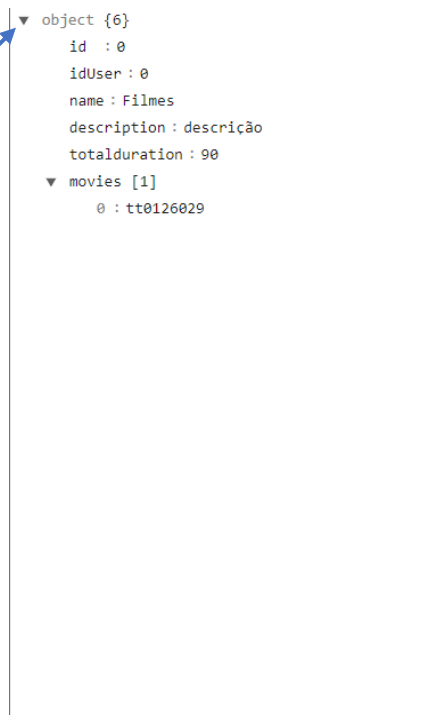 ▼ object {6}
id : 0
idUser : 0
name : Filmes
description : descrição
totalduration : 90
▼ movies [1]
0 : tt0126029